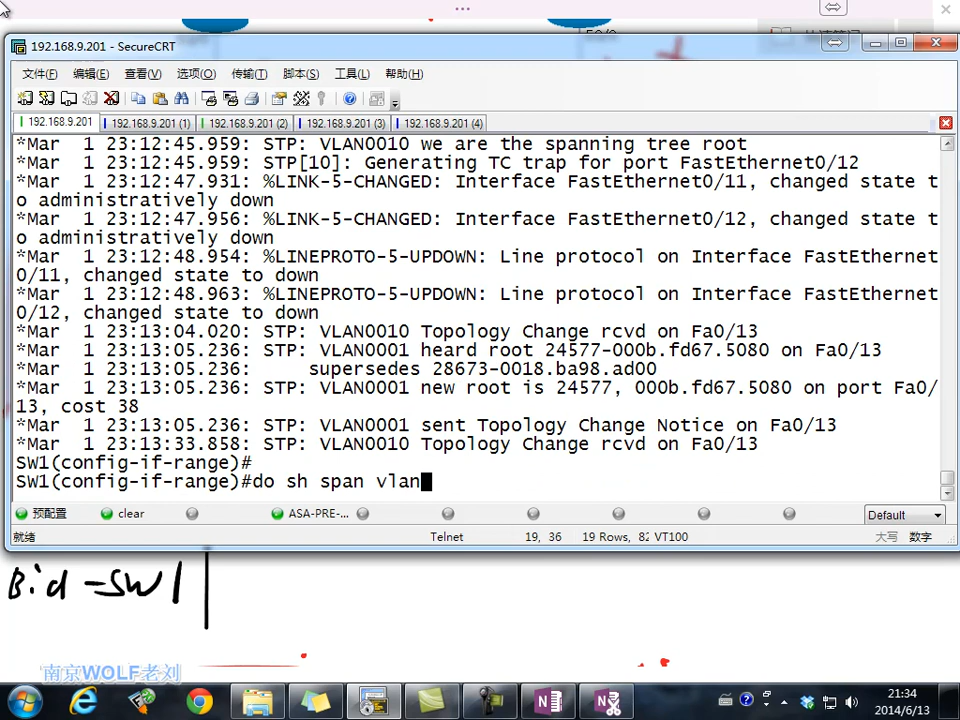 192.168.9.201 - SecureCRT
文件(F) 编辑(E) 查看(V) 选项(O) 传输(T) 脚本(S) 工具(L) 帮助(H)
192.168.9.201 192.168.9.201 (1) 192.168.9.201 (2) 192.168.9.201 (3) 192.168.9.201 (4)
*Mar  1 23:12:45.959: STP: VLAN0010 we are the spanning tree root
*Mar  1 23:12:45.959: STP[10]: Generating TC trap for port FastEthernet0/12
*Mar  1 23:12:47.931: %LINK-5-CHANGED: Interface FastEthernet0/11, changed state t
o administratively down
*Mar  1 23:12:47.956: %LINK-5-CHANGED: Interface FastEthernet0/12, changed state t
o administratively down
*Mar  1 23:12:48.954: %LINEPROTO-5-UPDOWN: Line protocol on Interface FastEthernet
0/11, changed state to down
*Mar  1 23:12:48.963: %LINEPROTO-5-UPDOWN: Line protocol on Interface FastEthernet
0/12, changed state to down
*Mar  1 23:13:04.020: STP: VLAN0010 Topology Change rcvd on Fa0/13
*Mar  1 23:13:05.236: STP: VLAN0001 heard root 24577-000b.fd67.5080 on Fa0/13
*Mar  1 23:13:05.236:     supersedes 28673-0018.ba98.ad00
*Mar  1 23:13:05.236: STP: VLAN0001 new root is 24577, 000b.fd67.5080 on port Fa0/
13, cost 38
*Mar  1 23:13:05.236: STP: VLAN0001 sent Topology Change Notice on Fa0/13
*Mar  1 23:13:33.858: STP: VLAN0010 Topology Change rcvd on Fa0/13
SW1(config-if-range)#
SW1(config-if-range)#do sh span vlan
预配置 clear ASA-PRE-... Default
就绪 Telnet 19, 36 19 Rows, 82 VT100 大写 数字
Bid =SW1
南京WOLF老刘
21:34
2014/6/13